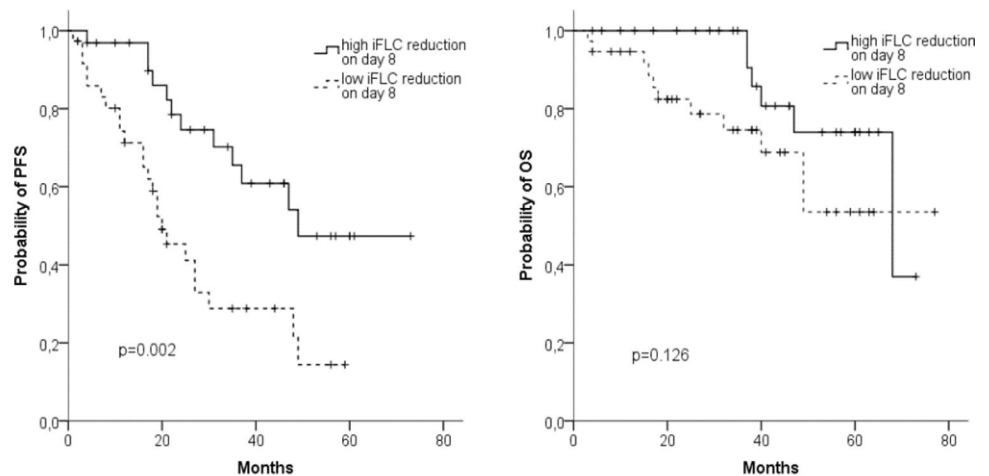 Probability of PFS
1,0
0,8
0,6
0,4
0,2
0,0
high iFLC reduction
on day 8
low iFLC reduction
on day 8
p=0.002
0 20 40 60 80
Months
Probability of OS
1,0
0,8
0,6
0,4
0,2
0,0
high iFLC reduction
on day 8
low iFLC reduction
on day 8
p=0.126
0 20 40 60 80
Months